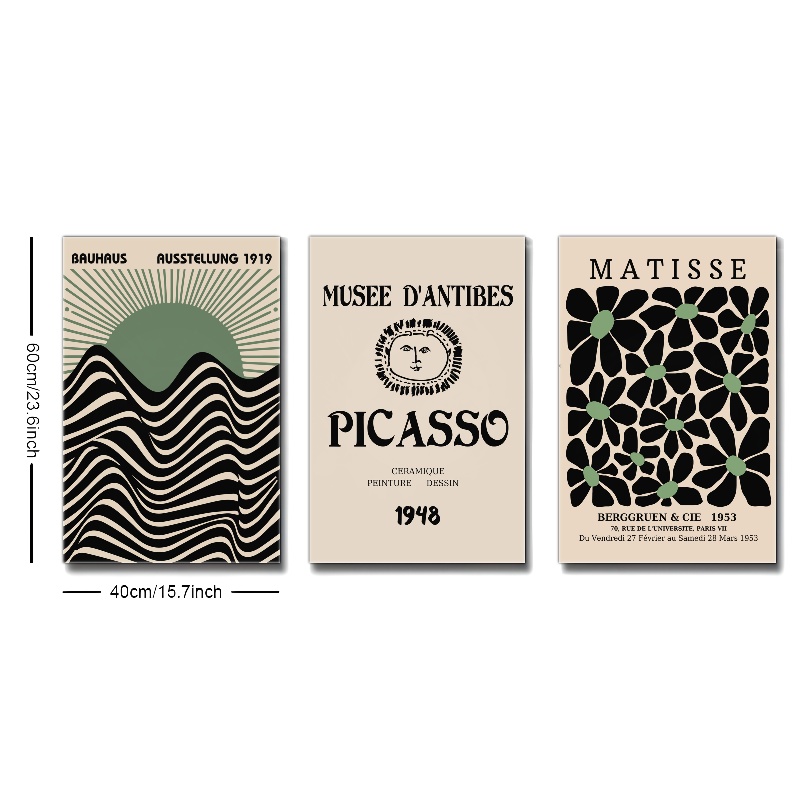 60cm/23.6inch
BAUHAUS AUSSTELLUNG 1919
40cm/15.7inch
MUSEE D'ANTIBES
PICASSO
CERAMIQUE
PEINTURE DESSIN
1948
MATISSE
BERGGRUEN & CIE 1953
70, RUE DE L'UNIVERSITE, PARIS VII
Du Vendredi 27 Février au Samedi 28 Mars 1953